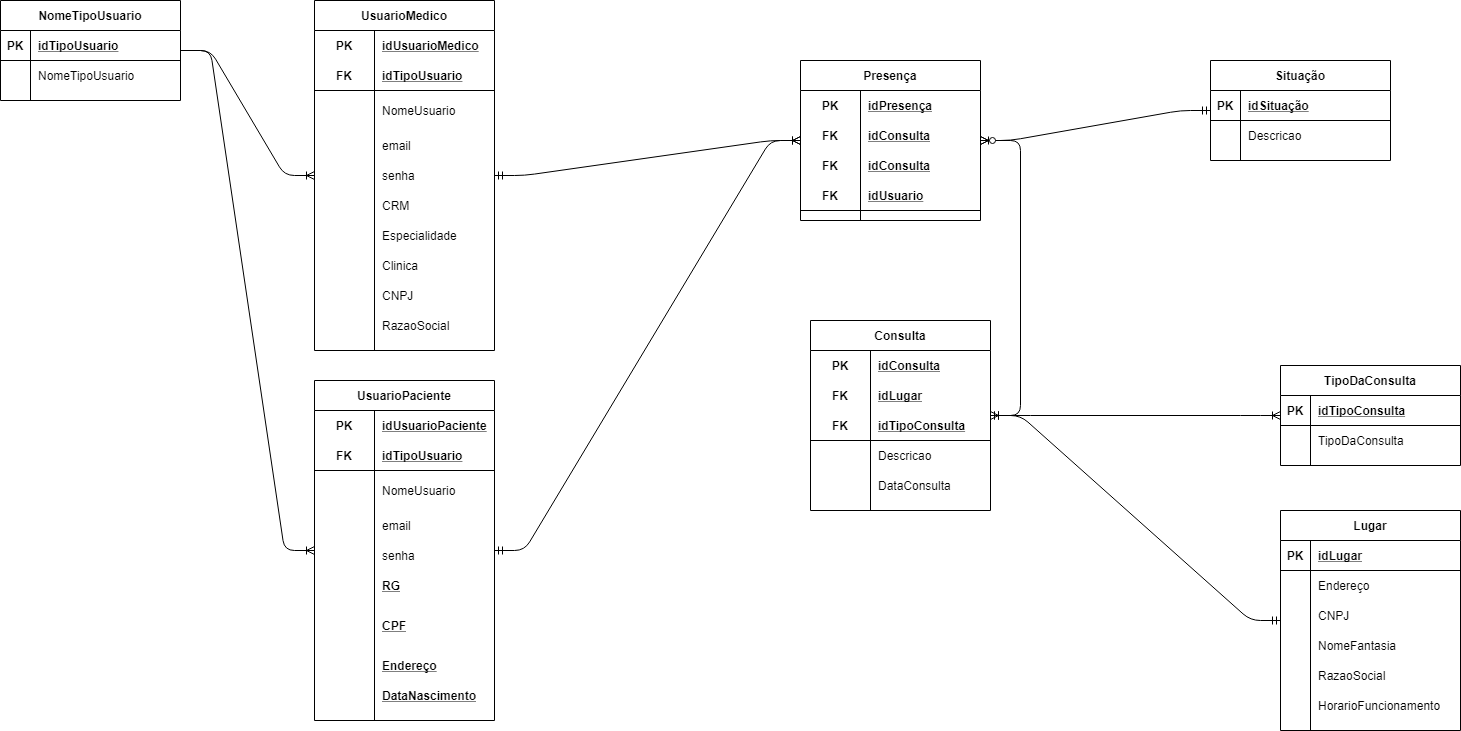 NomeTipoUsuario
PK idTipoUsuario
NomeTipoUsuario
UsuarioMedico
PK idUsuarioMedico
FK idTipoUsuario
NomeUsuario
email
senha
CRM
Especialidade
Clinica
CNPJ
RazaoSocial
UsuarioPaciente
PK idUsuarioPaciente
FK idTipoUsuario
NomeUsuario
email
senha
RG
CPF
Endereço
DataNascimento
Presença
PK idPresença
FK idConsulta
FK idConsulta
FK idUsuario
Consulta
PK idConsulta
FK idLugar
FK idTipoConsulta
Descricao
DataConsulta
Situação
PK idSituação
Descricao
TipoDaConsulta
PK idTipoConsulta
TipoDaConsulta
Lugar
PK idLugar
Endereço
CNPJ
NomeFantasia
RazaoSocial
HorarioFuncionamento